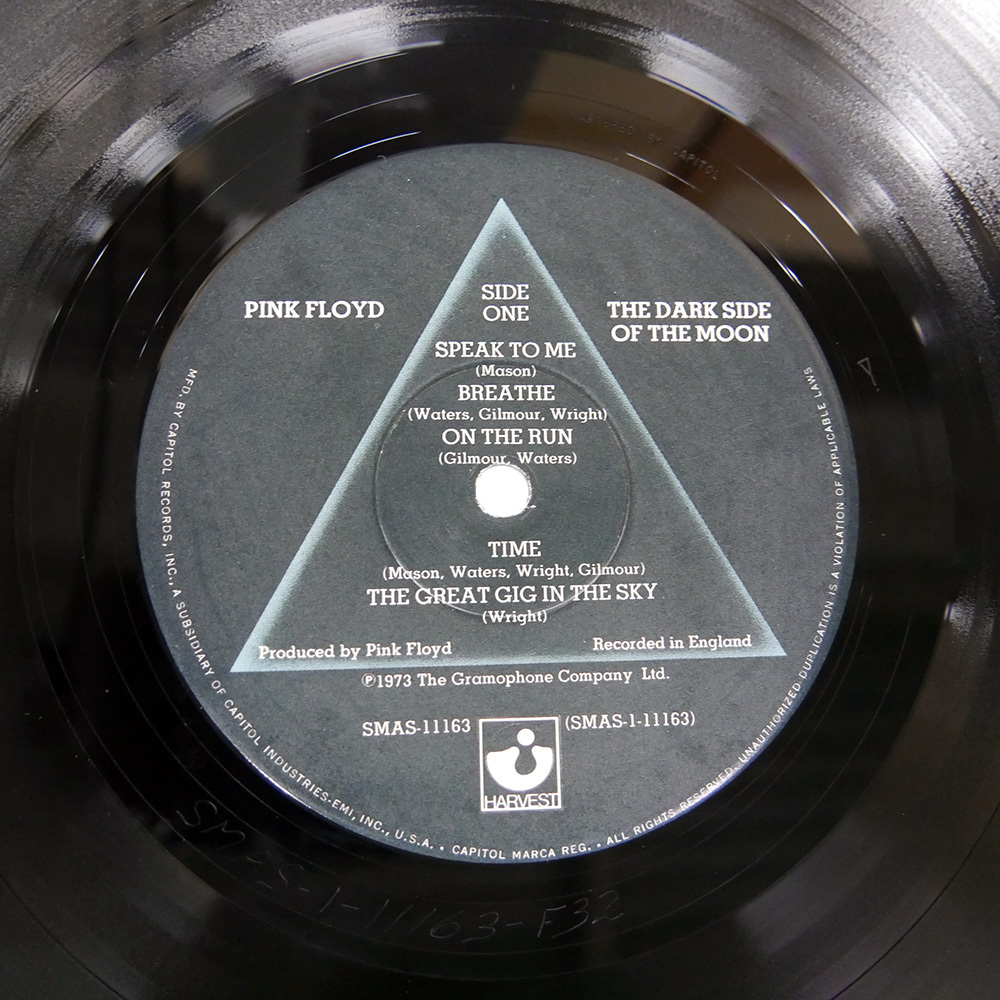 MASTERED BY CAPITOL
SIDE
ONE
PINK FLOYD
THE DARK SIDE
OF THE MOON
SPEAK TO ME
(Mason)
BREATHE
(Waters, Gilmour, Wright)
ON THE RUN
(Gilmour, Waters)
TIME
(Mason, Waters, Wright, Gilmour)
THE GREAT GIG IN THE SKY
(Wright)
Produced by Pink Floyd
Recorded in England
℗1973 The Gramophone Company Ltd.
SMAS-11163
(SMAS-1-11163)
HARVEST
MFD. BY CAPITOL RECORDS, INC., A SUBSIDIARY OF CAPITOL INDUSTRIES-EMI, INC., U.S.A. • CAPITOL MARCA REG. • ALL RIGHTS RESERVED. UNAUTHORIZED DUPLICATION IS A VIOLATION OF APPLICABLE LAWS